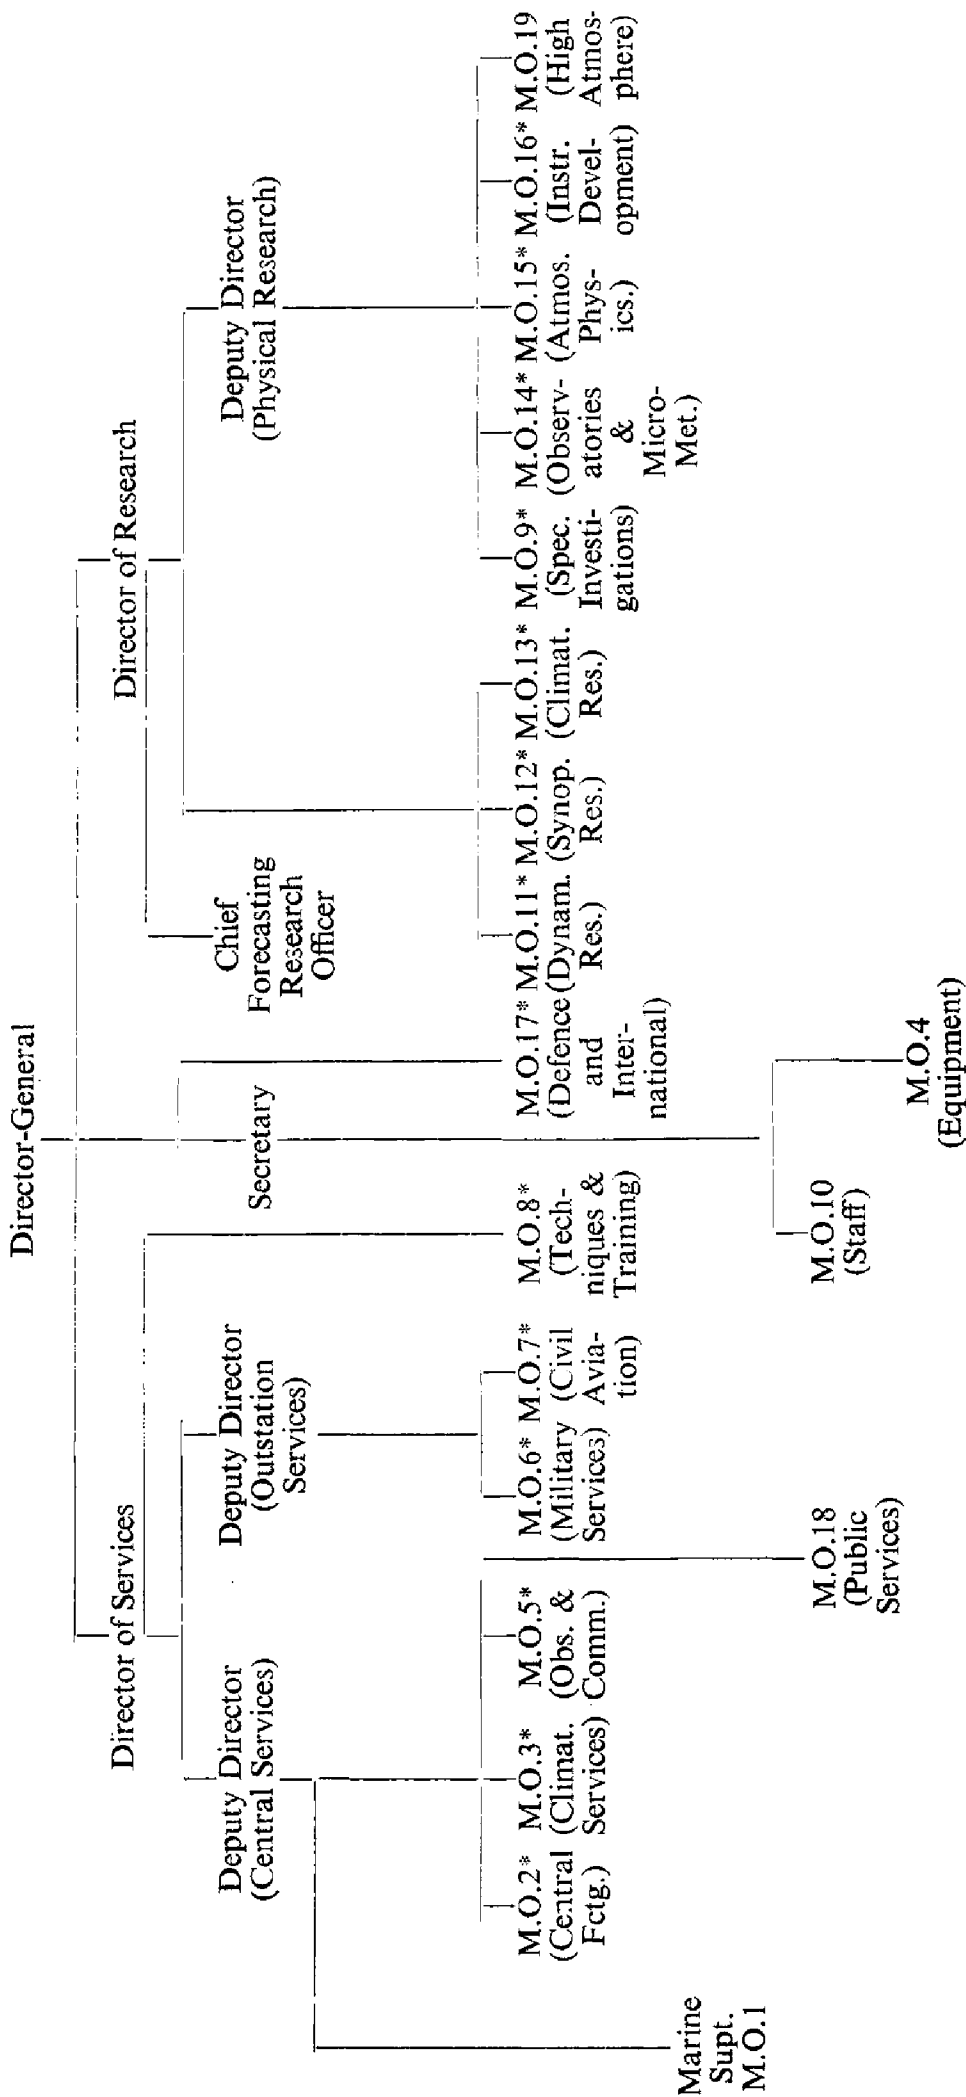 Director-General
Director of Services
Director of Research
Secretary
Deputy Director
(Central Services)
Deputy Director
(Outstation
Services)
Chief
Forecasting
Research
Officer
Deputy Director
(Physical Research)
Marine
Supt.
M.O.1
M.O.2*
(Central
Fctg.)
M.O.3*
(Climat.
Services)
M.O.5*
(Obs. &
Comm.)
M.O.18
(Public
Services)
M.O.6*
(Military
Services)
M.O.7*
(Civil
Avia-
tion)
M.O.8*
(Tech-
niques &
Training)
M.O.10
(Staff)
M.O.4
(Equipment)
M.O.17*
(Defence
and
Inter-
national)
M.O.11*
(Dynam.
Res.)
M.O.12*
(Synop.
Res.)
M.O.13*
(Climat.
Res.)
M.O.9*
(Spec.
Investi-
gations)
M.O.14*
(Observ-
atories
&
Micro-
Met.)
M.O.15*
(Atmos.
Phys-
ics.)
M.O.16*
(Instr.
Devel-
opment)
M.O.19
(High
Atmos-
phere)